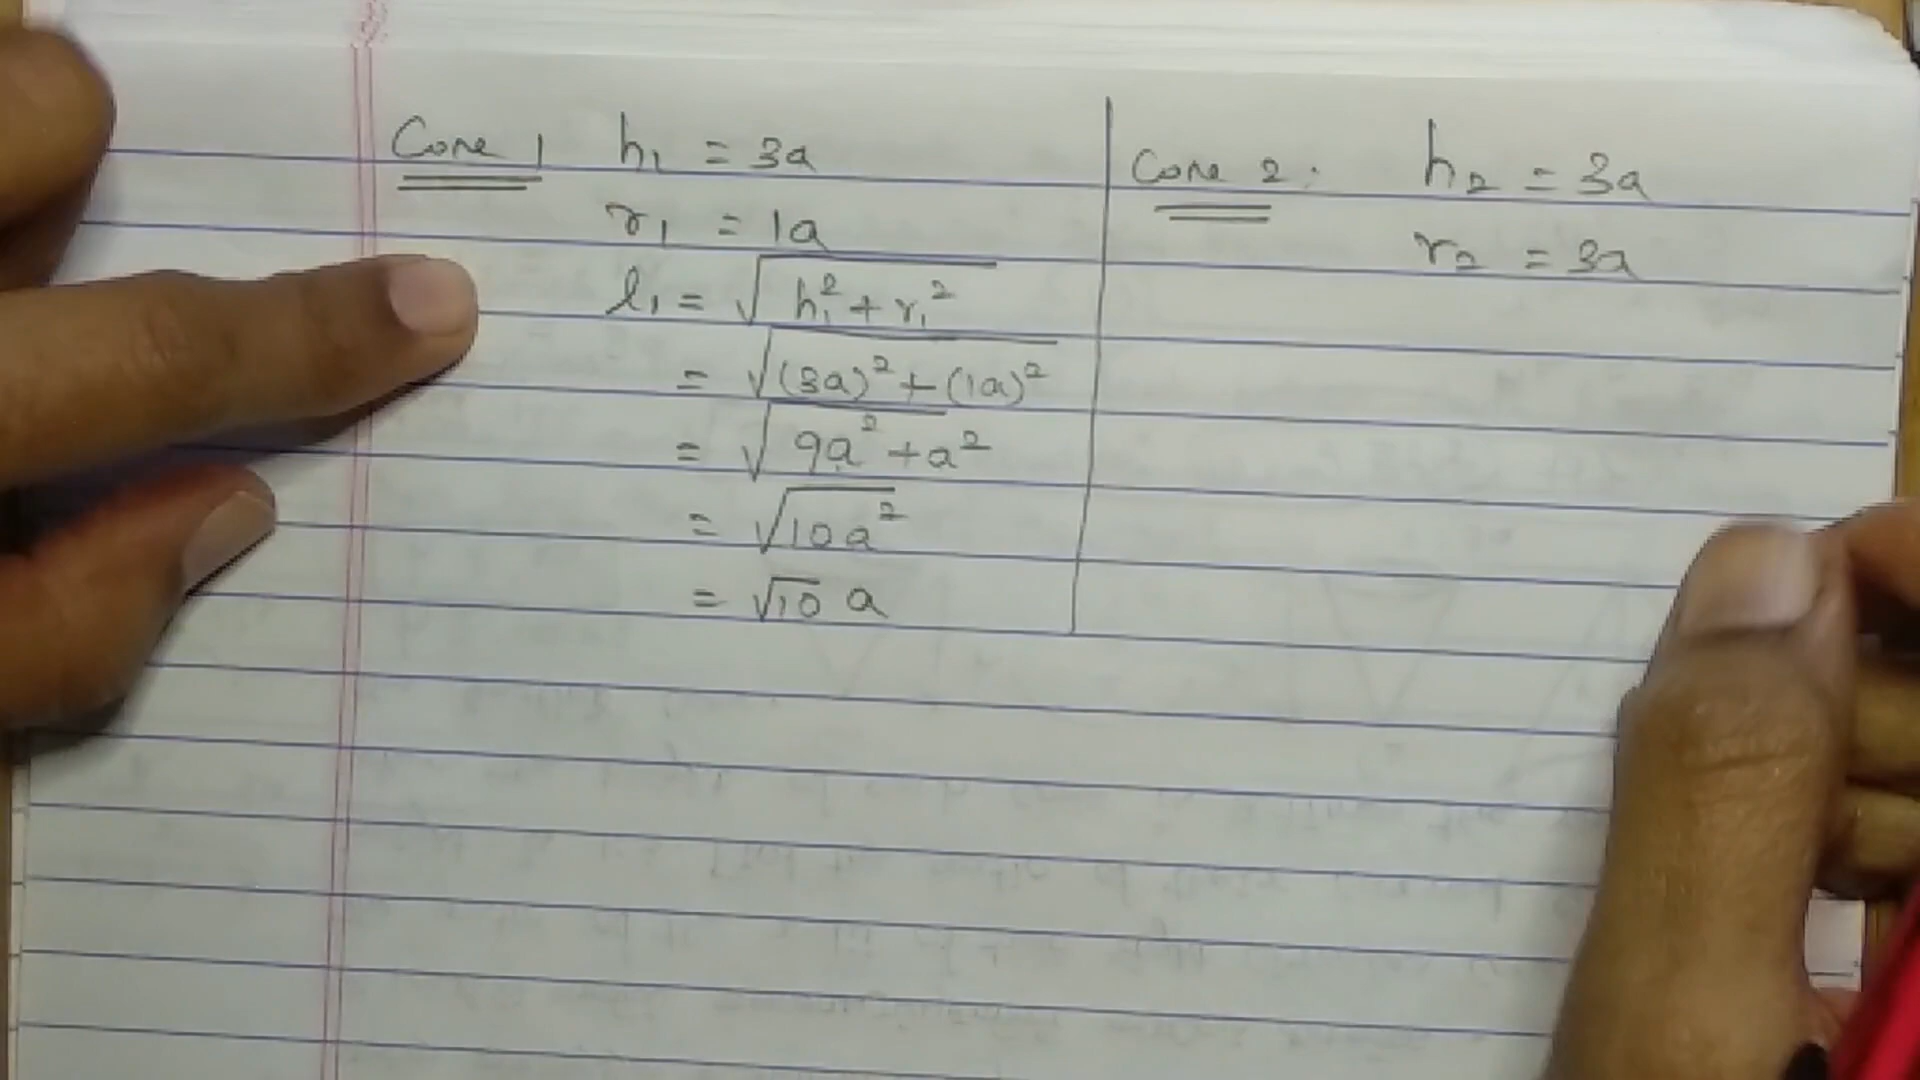 Cone 1 h₁ = 3a
r₁ = 1a
l₁ = √h₁² + r₁²
= √(3a)² + (1a)²
= √9a² + a²
= √10a²
= √10 a
Cone 2: h₂ = 3a
r₂ = 3a